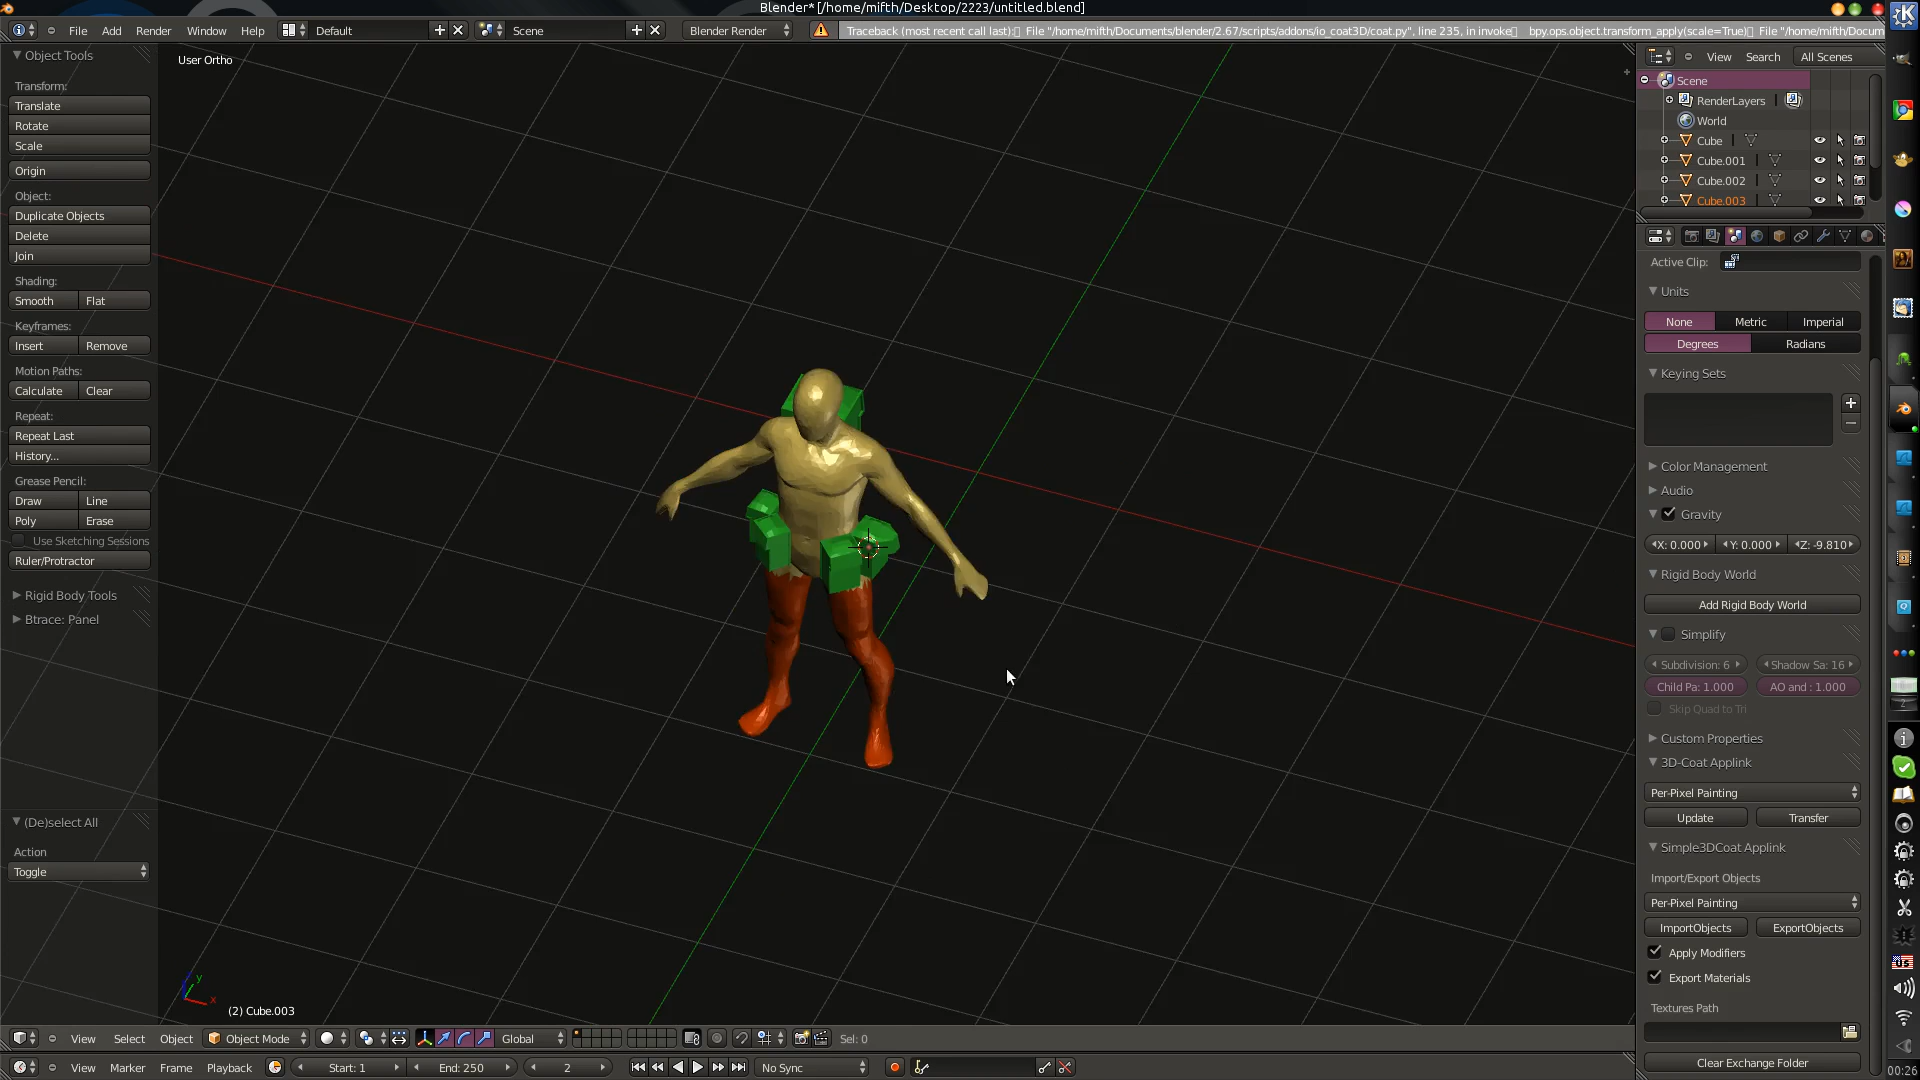 Blender* [/home/mifth/Desktop/2223/untitled.blend]
File Add Render Window Help Default Scene Blender Render Traceback (most recent call last): File "/home/mifth/Documents/blender/2.67/scripts/addons/io_coat3D/coat.py", line 235, in invoke bpy.ops.object.transform_apply(scale=True) File "/home/mifth/Docum
Object Tools
Transform:
Translate
Rotate
Scale
Origin
Object:
Duplicate Objects
Delete
Join
Shading:
Smooth Flat
Keyframes:
Insert Remove
Motion Paths:
Calculate Clear
Repeat:
Repeat Last
History...
Grease Pencil:
Draw Line
Poly Erase
Use Sketching Sessions
Ruler/Protractor
Rigid Body Tools
Btrace: Panel
(De)select All
Action
Toggle
User Ortho
y
x
(2) Cube.003
View Search All Scenes
Scene
RenderLayers
World
Cube
Cube.001
Cube.002
Cube.003
Active Clip:
Units
None Metric Imperial
Degrees Radians
Keying Sets
Color Management
Audio
Gravity
X: 0.000 Y: 0.000 Z: -9.810
Rigid Body World
Add Rigid Body World
Simplify
Subdivision: 6 Shadow Sa: 16
Child Pa: 1.000 AO and : 1.000
Skip Quad to Tri
Custom Properties
3D-Coat Applink
Per-Pixel Painting
Update Transfer
Simple3DCoat Applink
Import/Export Objects
Per-Pixel Painting
ImportObjects ExportObjects
Apply Modifiers
Export Materials
Textures Path
Clear Exchange Folder
View Select Object Object Mode Global Sel: 0
View Marker Frame Playback Start: 1 End: 250 2 No Sync
2
US
00:26